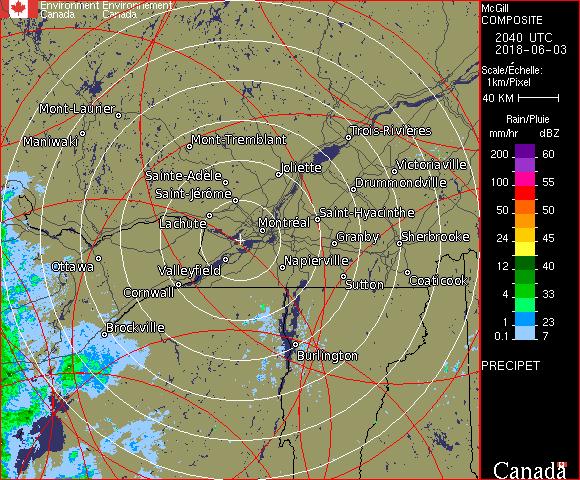 Environment Environnement
Canada Canada
McGill
COMPOSITE
2040 UTC
2018-06-03
Scale/Échelle:
1km/Pixel
40 KM
Rain/Pluie
mm/hr dBZ
200 60
100 55
50 50
24 45
12 40
4 33
1 23
0.1 7
PRECIPET
Canada
Mont-Laurier
Maniwaki
Mont-Tremblant
Trois-Rivières
Joliette
Victoriaville
Sainte-Adèle
Drummondville
Saint-Jérôme
Lachute
Saint-Hyacinthe
Montréal
Granby
Sherbrooke
Ottawa
Valleyfield
Napierville
Sutton
Coaticook
Cornwall
Brockville
Burlington